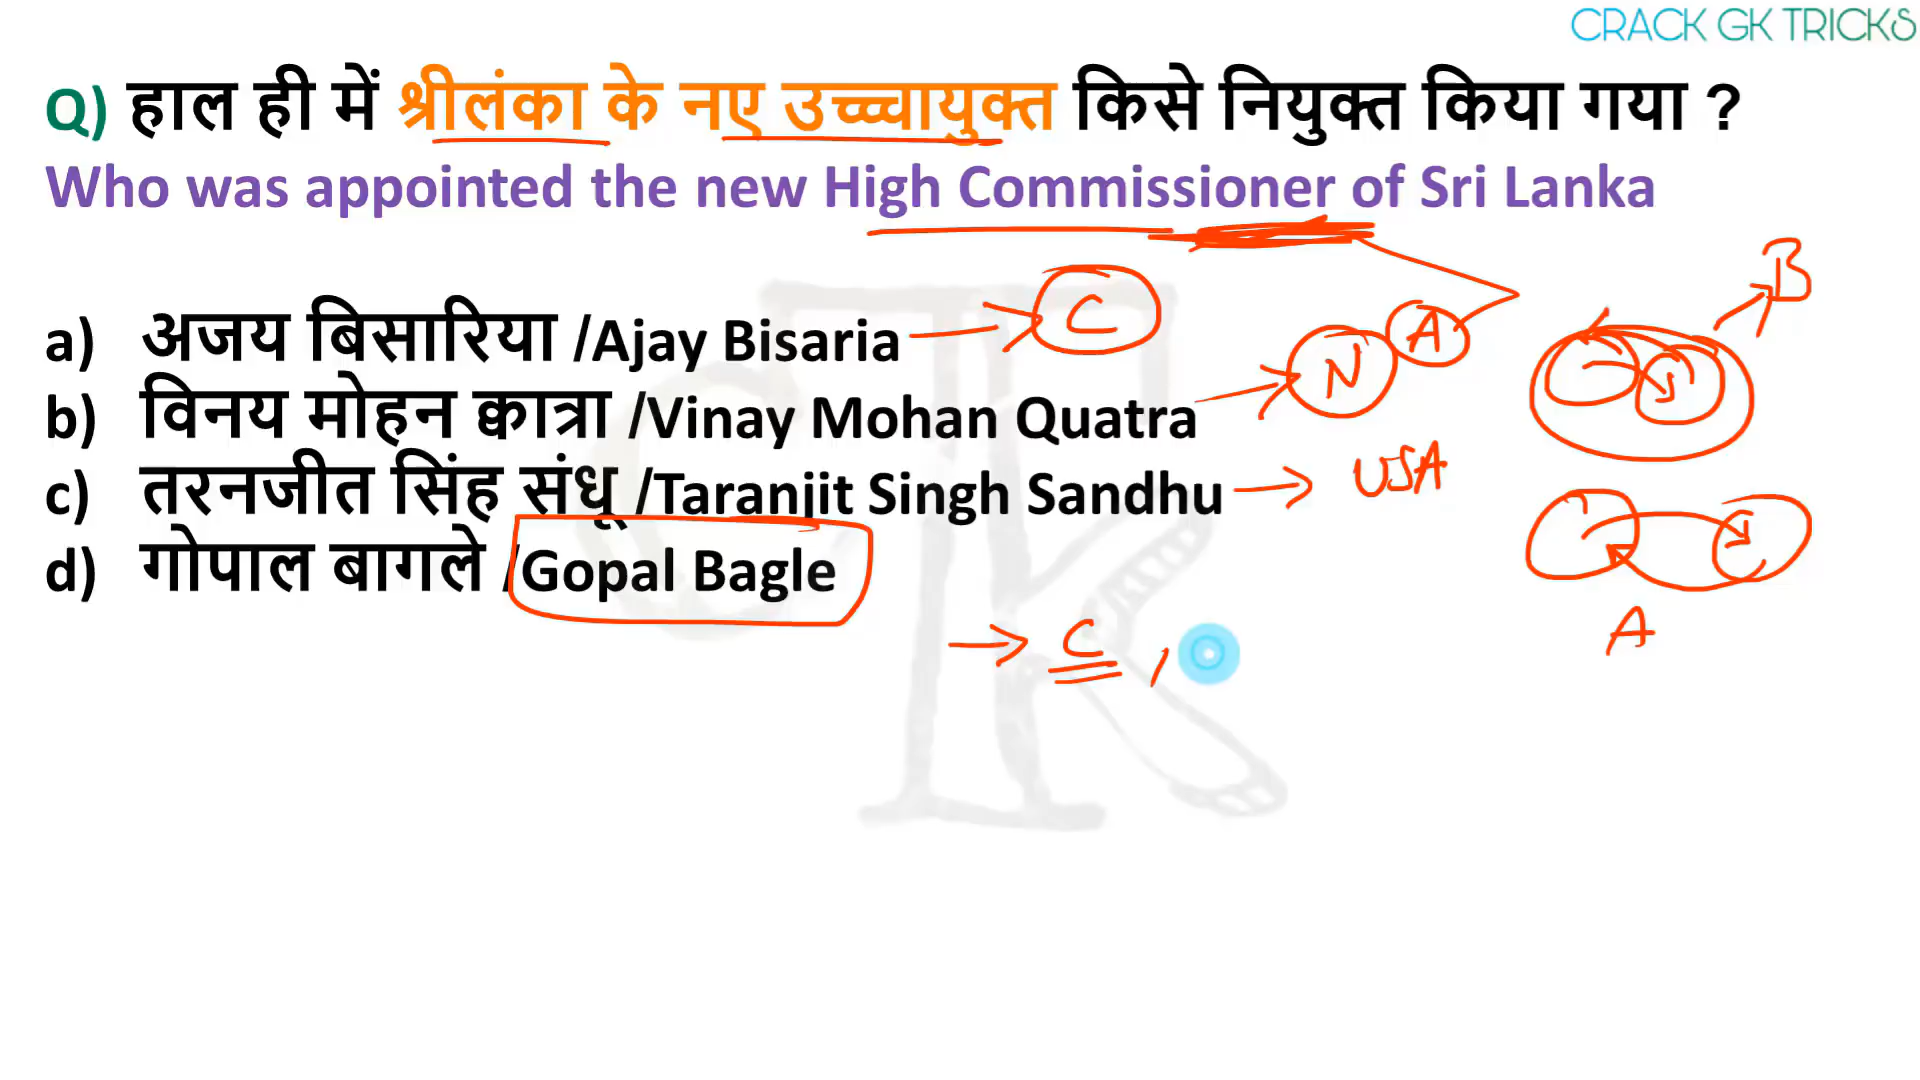 CRACK GK TRICKS
Q) हाल ही में श्रीलंका के नए उच्चायुक्त किसे नियुक्त किया गया ?
Who was appointed the new High Commissioner of Sri Lanka
B
a) अजय बिसारिया /Ajay Bisaria C
N A
b) विनय मोहन क्वात्रा /Vinay Mohan Quatra
c) तरनजीत सिंह संधू /Taranjit Singh Sandhu USA
d) गोपाल बागले /Gopal Bagle
C , A